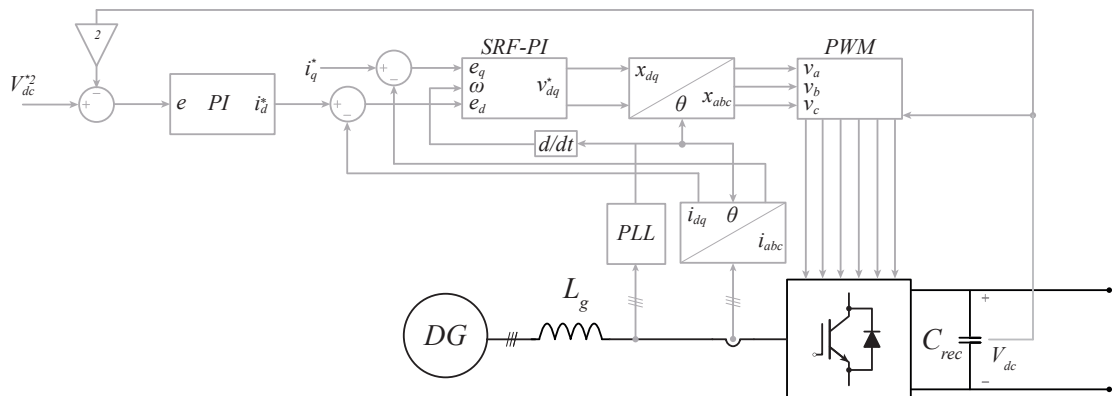 2
SRF-PI
PWM
V*2dc
−
+
e PI i*d
i*q
+
−
+
−
eq
ω
ed
v*dq
xdq
θ
xabc
va
vb
vc
d/dt
PLL
idq
θ
iabc
DG
Lg
Crec
+
Vdc
−